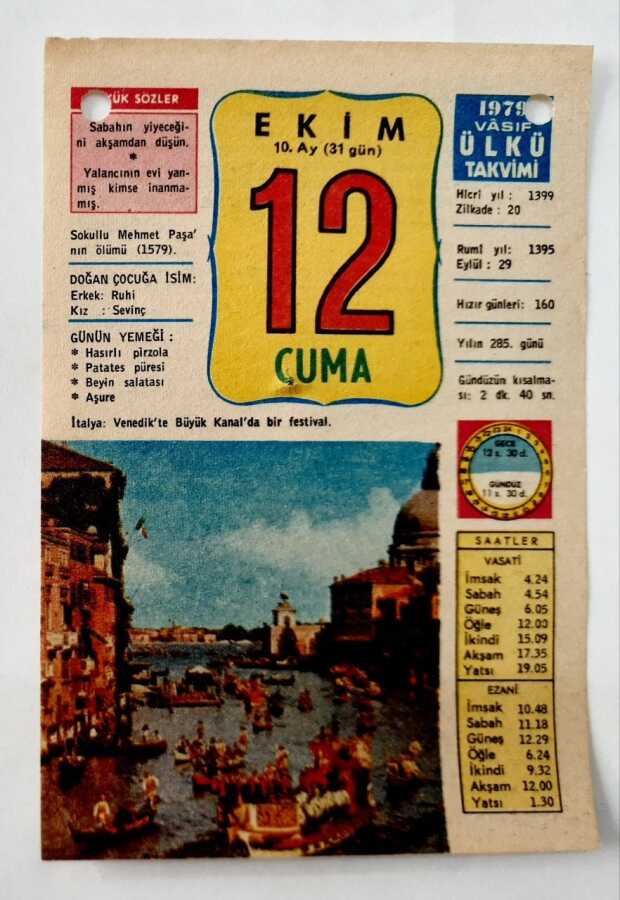 ÜK SÖZLER
Sabahın yiyeceği-
ni akşamdan düşün.
*
Yalancının evi yan-
mış kimse inanma-
mış.
Sokullu Mehmet Paşa'
nın ölümü (1579).
DOĞAN ÇOCUĞA İSİM:
Erkek: Ruhi
Kız : Sevinç
GÜNÜN YEMEĞİ :
* Hasırlı pirzola
* Patates püresi
* Beyin salatası
* Aşure
EKİM
10. Ay (31 gün)
12
CUMA
1979
VÂSIF
ÜLKÜ
TAKVİMİ
Hicrî yıl : 1399
Zilkade : 20
Rumî yıl: 1395
Eylül : 29
Hızır günleri: 160
Yılın 285. günü
Gündüzün kısalma-
sı: 2 dk. 40 sn.
İtalya: Venedik'te Büyük Kanal'da bir festival.
GECE
12 s. 30 d.
GÜNDÜZ
11 s. 30 d.
SAATLER
VASATİ
İmsak 4.24
Sabah 4.54
Güneş 6.05
Öğle 12.00
İkindi 15.09
Akşam 17.35
Yatsı 19.05
EZANİ
İmsak 10.48
Sabah 11.18
Güneş 12.29
Öğle 6.24
İkindi 9.32
Akşam 12.00
Yatsı 1.30